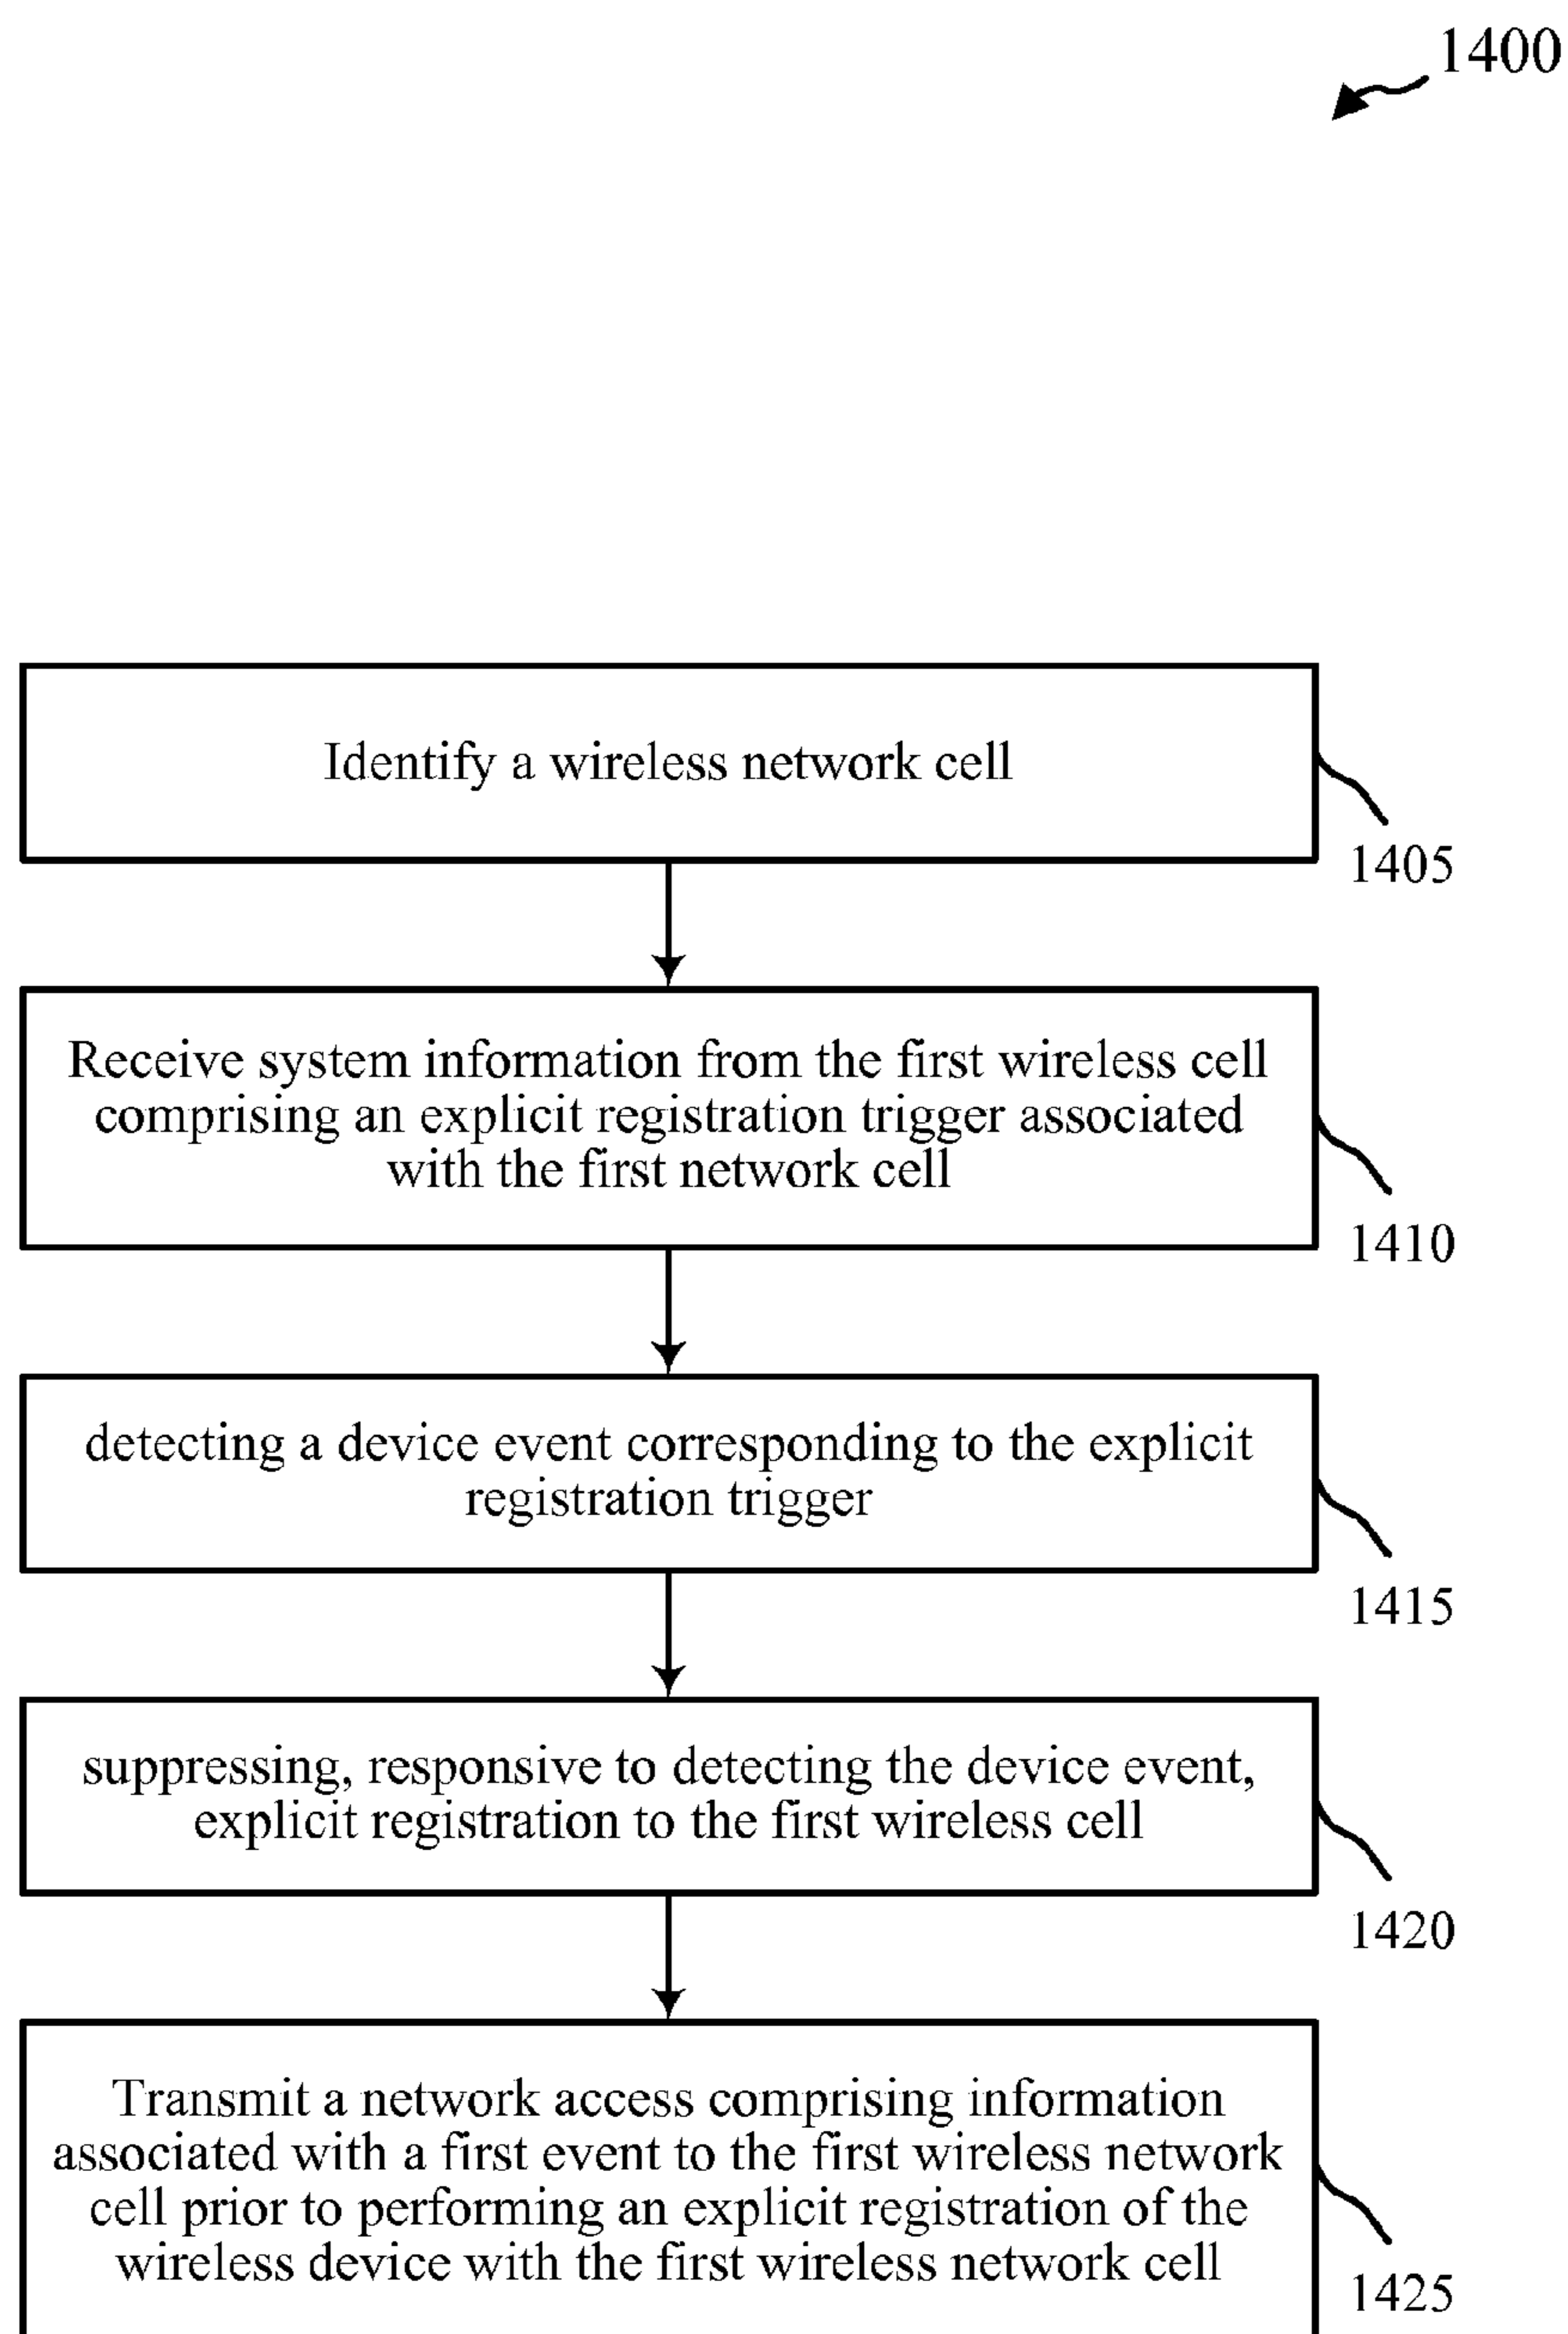 1400
Identify a wireless network cell
1405
Receive system information from the first wireless cell
comprising an explicit registration trigger associated
with the first network cell
1410
detecting a device event corresponding to the explicit
registration trigger
1415
suppressing, responsive to detecting the device event,
explicit registration to the first wireless cell
1420
Transmit a network access comprising information
associated with a first event to the first wireless network
cell prior to performing an explicit registration of the
wireless device with the first wireless network cell
1425